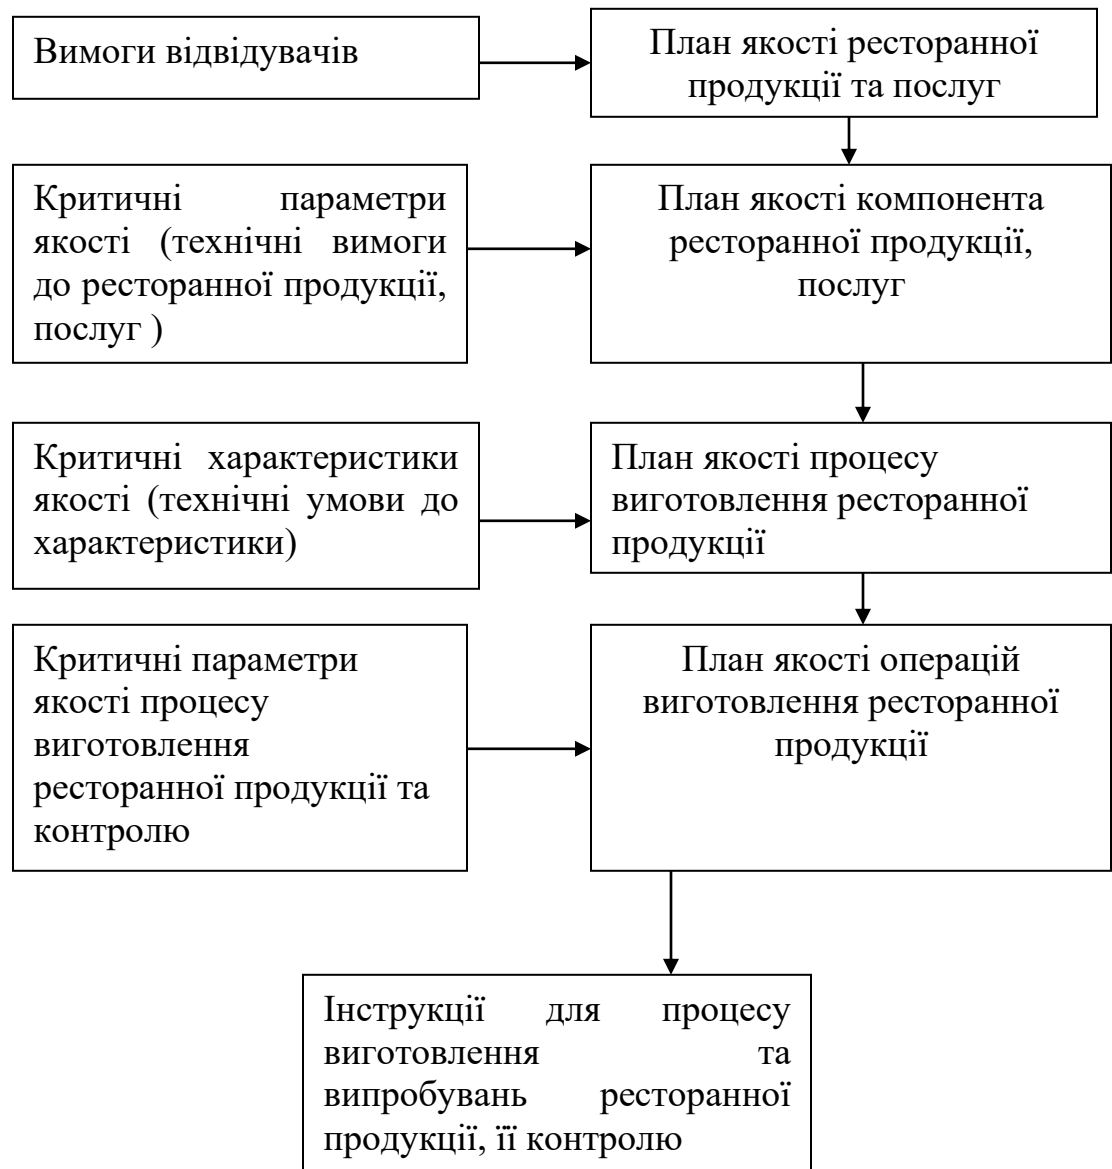 Вимоги відвідувачів
План якості ресторанної
продукції та послуг
Критичні параметри
якості (технічні вимоги
до ресторанної продукції,
послуг )
План якості компонента
ресторанної продукції,
послуг
Критичні характеристики
якості (технічні умови до
характеристики)
План якості процесу
виготовлення ресторанної
продукції
Критичні параметри
якості процесу
виготовлення
ресторанної продукції та
контролю
План якості операцій
виготовлення ресторанної
продукції
Інструкції для процесу
виготовлення та
випробувань ресторанної
продукції, її контролю